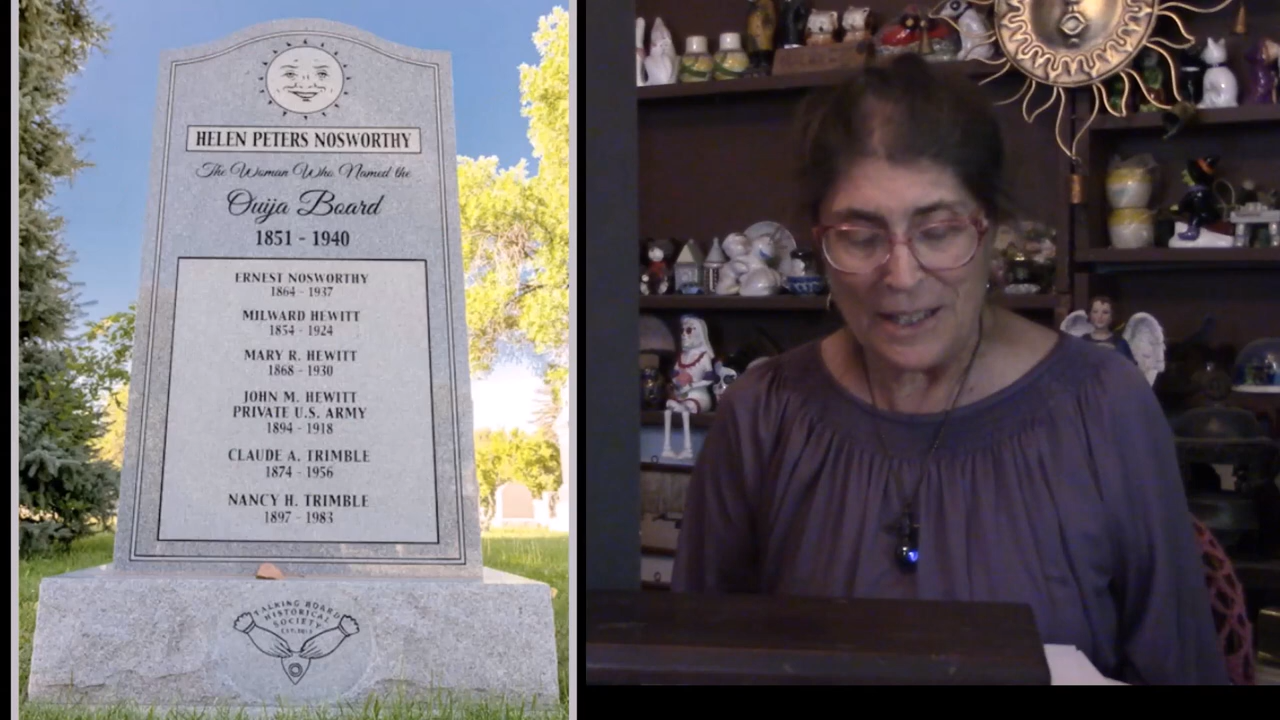 HELEN PETERS NOSWORTHY
The Woman Who Named the
Ouija Board
1851 - 1940
ERNEST NOSWORTHY
1864 - 1937
MILWARD HEWITT
1854 - 1924
MARY R. HEWITT
1868 - 1930
JOHN M. HEWITT
PRIVATE U.S. ARMY
1894 - 1918
CLAUDE A. TRIMBLE
1874 - 1956
NANCY H. TRIMBLE
1897 - 1983
TALKING BOARD
HISTORICAL
SOCIETY